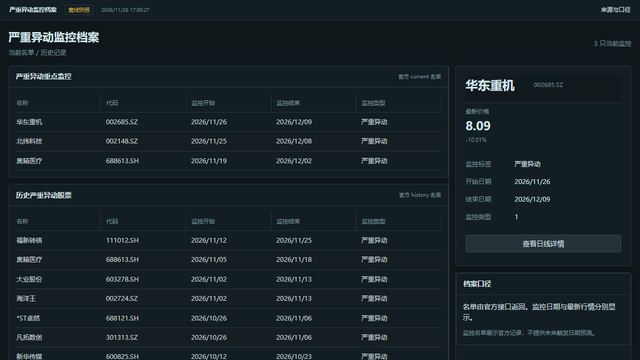 严重异动监控档案 离线快照 2026/11/26 17:00:27 来源与口径
严重异动监控档案
当前名单 / 历史记录
3 只当前监控
严重异动重点监控 官方 current 名单
名称 代码 监控开始 监控结束 监控类型
华东重机 002685.SZ 2026/11/26 2026/12/09 严重异动
北纬科技 002148.SZ 2026/11/25 2026/12/08 严重异动
奥精医疗 688613.SH 2026/11/19 2026/12/02 严重异动
历史严重异动股票 官方 history 名单
名称 代码 监控开始 监控结束 监控类型
福新转债 111012.SH 2026/11/12 2026/11/25 严重异动
奥精医疗 688613.SH 2026/11/05 2026/11/18 严重异动
大业股份 603278.SH 2026/11/02 2026/11/13 严重异动
海洋王 002724.SZ 2026/11/02 2026/11/13 严重异动
*ST卓然 688121.SH 2026/10/26 2026/11/06 严重异动
凡拓数创 301313.SZ 2026/10/26 2026/11/06 严重异动
新华传媒 600825.SH 2026/10/12 2026/10/23 严重异动
华东重机 002685.SZ
最新价格
8.09
-10.01%
监控标签 严重异动
开始日期 2026/11/26
结束日期 2026/12/09
监控类型 1
查看日线详情
档案口径
名单由官方接口返回。监控日期与最新行情分别显示。
监控名单展示官方记录，不提供未来触发日期预测。